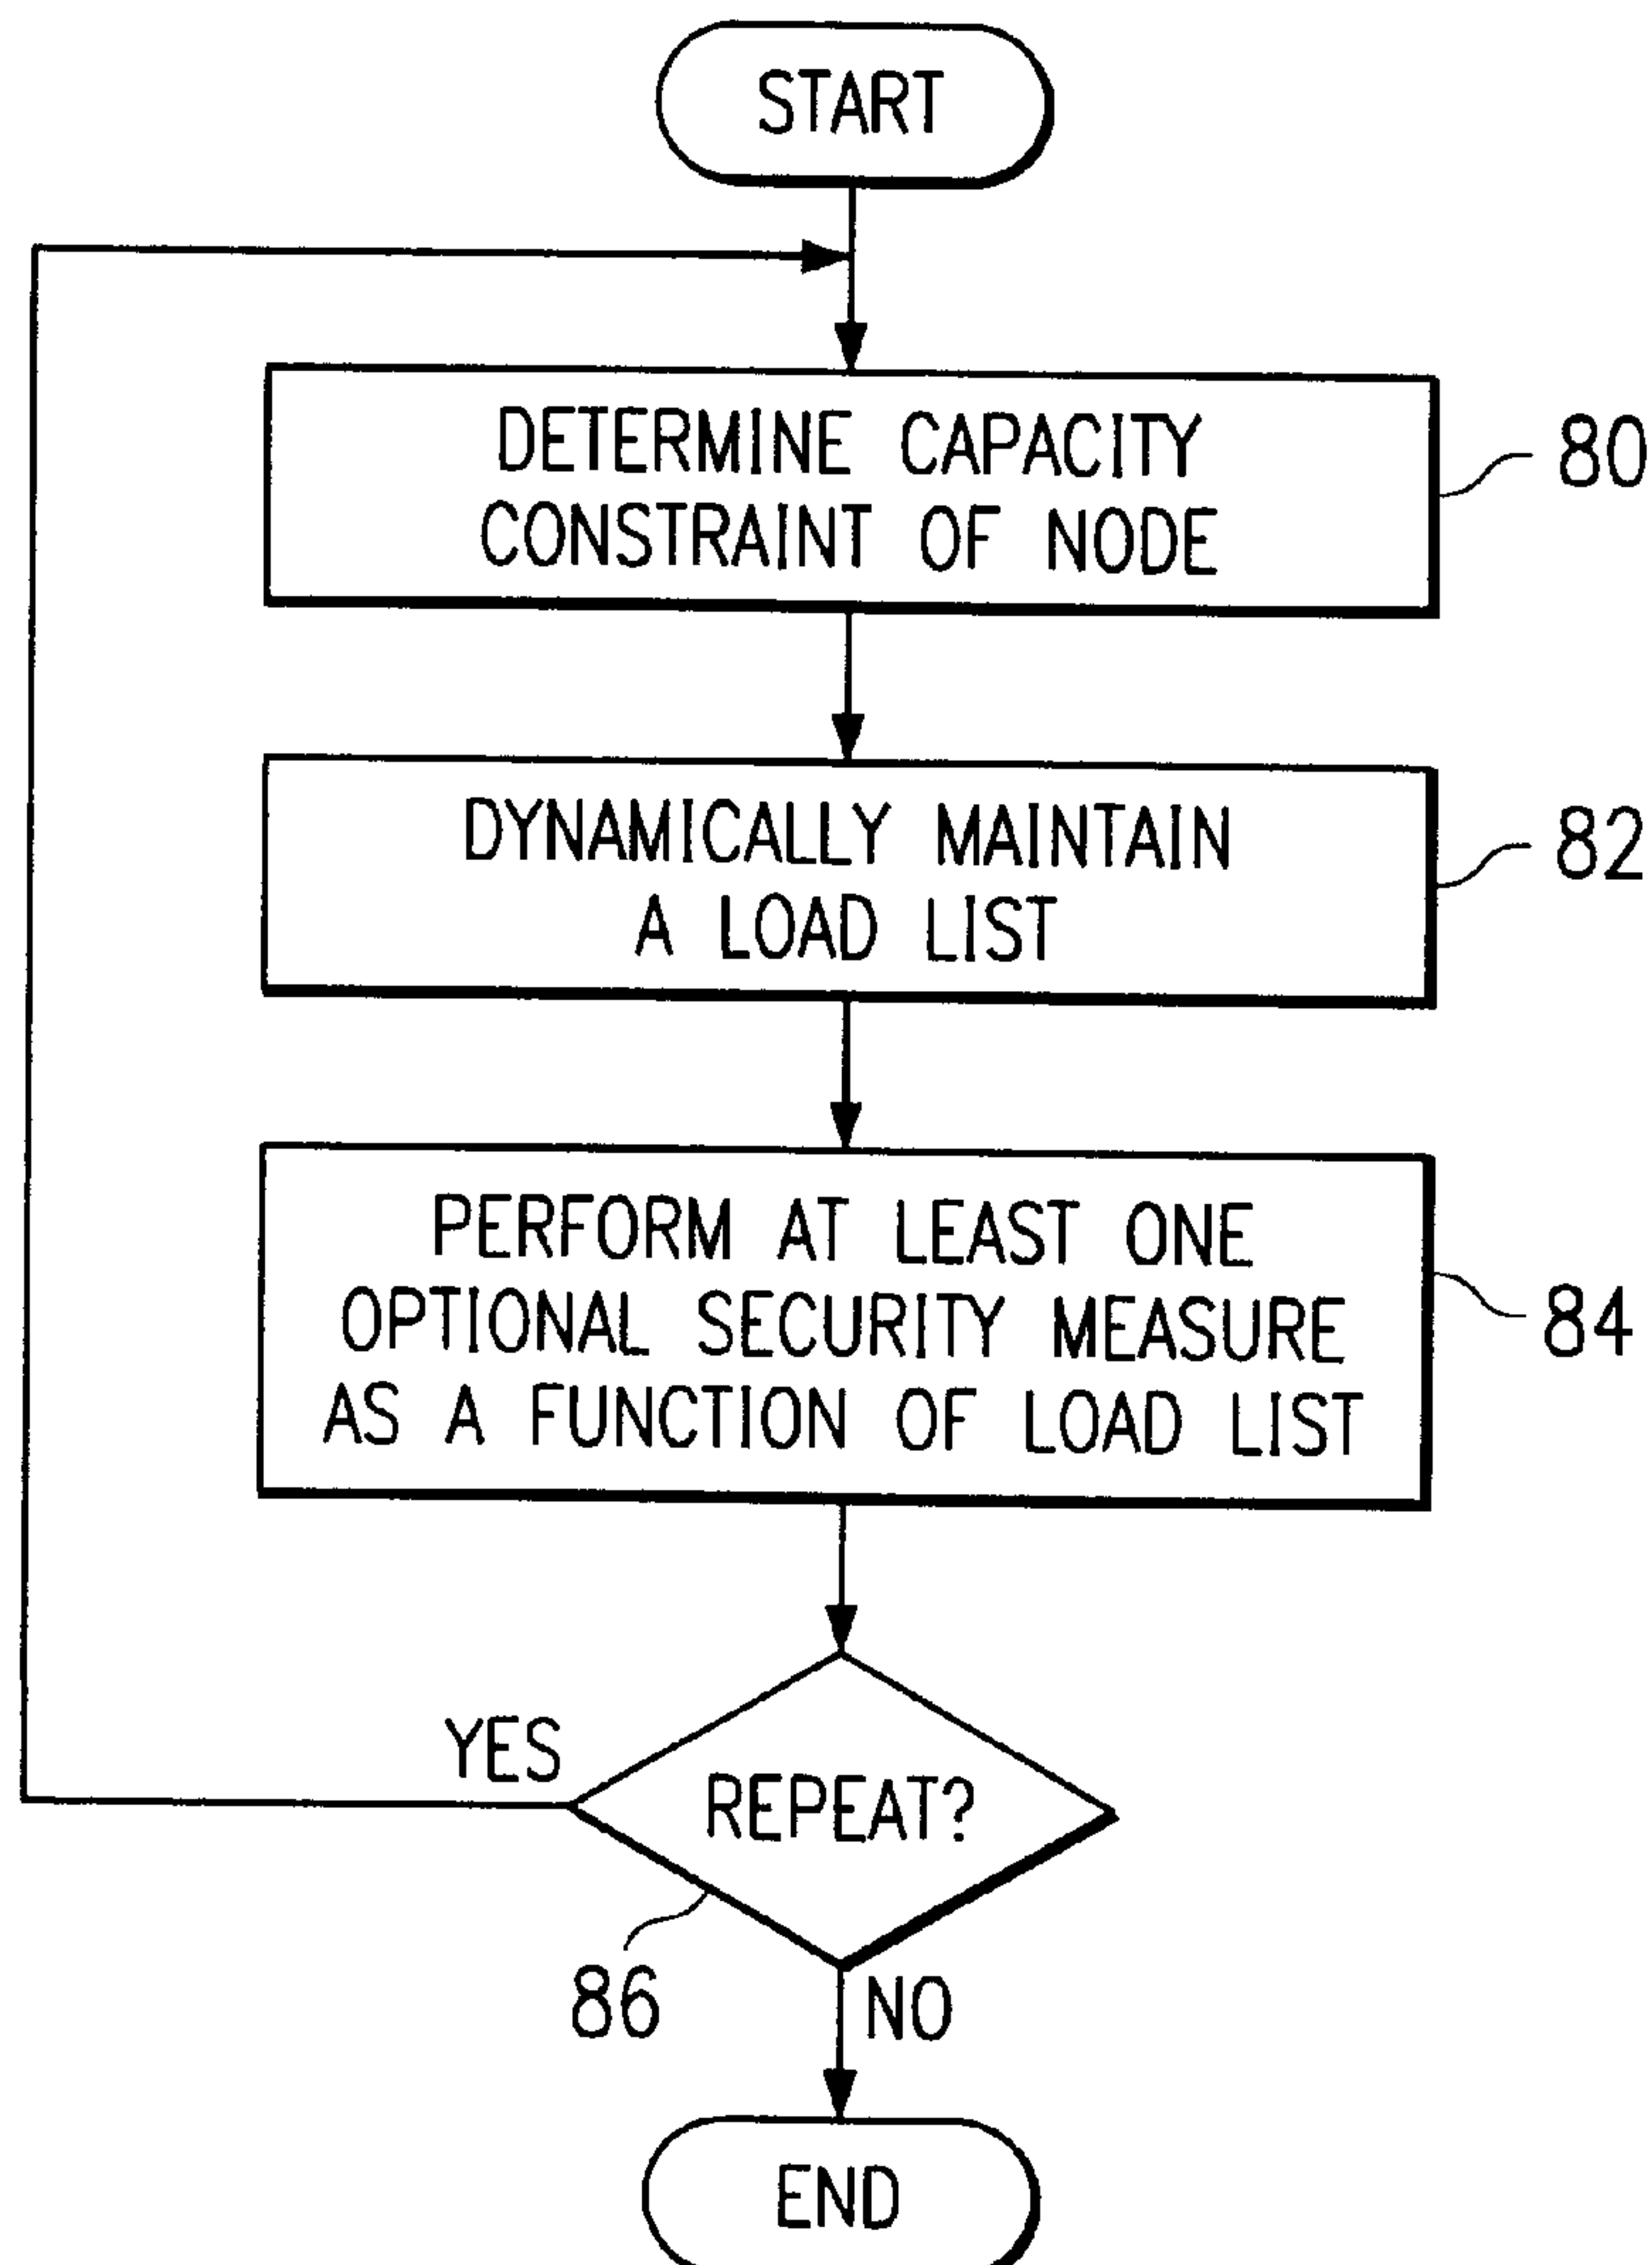 START
DETERMINE CAPACITY
CONSTRAINT OF NODE
80
DYNAMICALLY MAINTAIN
A LOAD LIST
82
PERFORM AT LEAST ONE
OPTIONAL SECURITY MEASURE
AS A FUNCTION OF LOAD LIST
84
YES
REPEAT?
86
NO
END